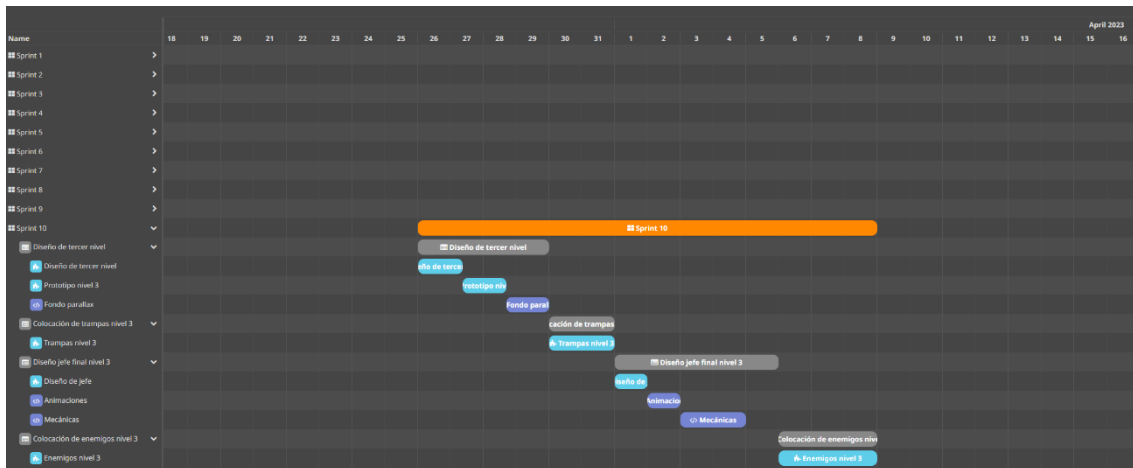 April 2023
Name 18 19 20 21 22 23 24 25 26 27 28 29 30 31 1 2 3 4 5 6 7 8 9 10 11 12 13 14 15 16
Sprint 1
Sprint 2
Sprint 3
Sprint 4
Sprint 5
Sprint 6
Sprint 7
Sprint 8
Sprint 9
Sprint 10 Sprint 10
Diseño de tercer nivel Diseño de tercer nivel
Diseño de tercer nivel eño de terce
Prototipo nivel 3 rototipo niv
Fondo parallax Fondo paral
Colocación de trampas nivel 3 cación de trampas
Trampas nivel 3 Trampas nivel 3
Diseño jefe final nivel 3 Diseño jefe final nivel 3
Diseño de jefe iseño de
Animaciones Animacio
Mecánicas Mecánicas
Colocación de enemigos nivel 3 Colocación de enemigos nive
Enemigos nivel 3 Enemigos nivel 3